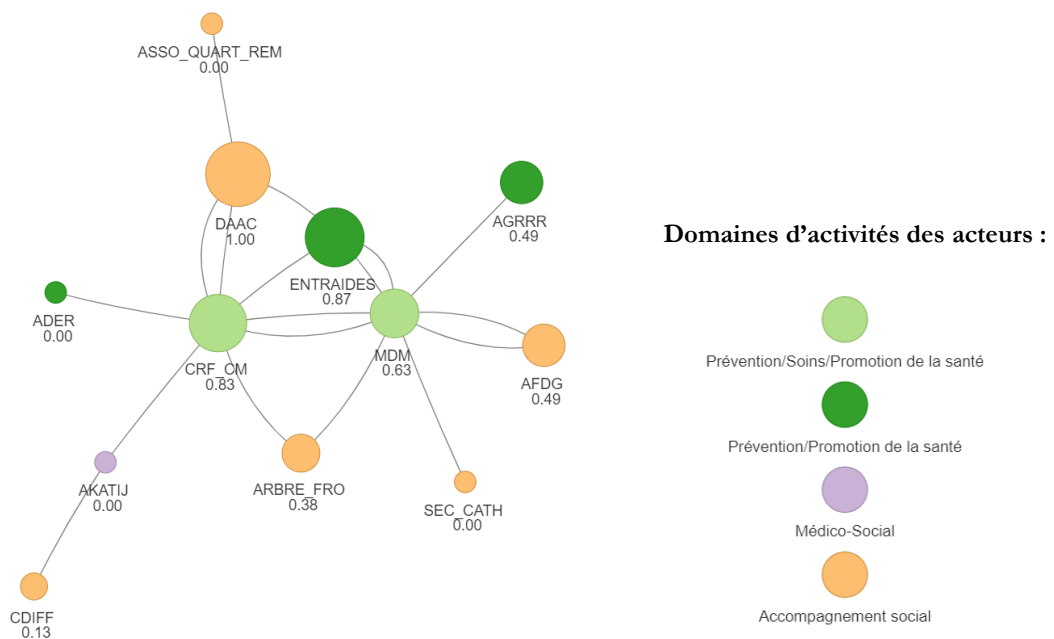 ASSO_QUART_REM
0.00
DAAC
1.00
AGRRR
0.49
ENTRAIDES
0.87
ADER
0.00
CRF_CM
0.83
MDM
0.63
AFDG
0.49
AKATIJ
0.00
ARBRE_FRO
0.38
SEC_CATH
0.00
CDIFF
0.13
Domaines d'activités des acteurs :
Prévention/Soins/Promotion de la santé
Prévention/Promotion de la santé
Médico-Social
Accompagnement social